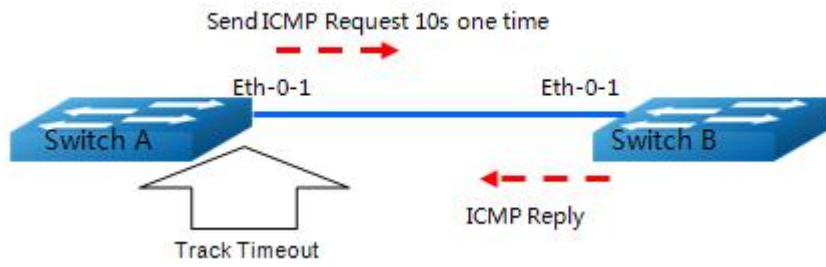 Send ICMP Request 10s one time
Eth-0-1
Eth-0-1
Switch A
Switch B
ICMP Reply
Track Timeout